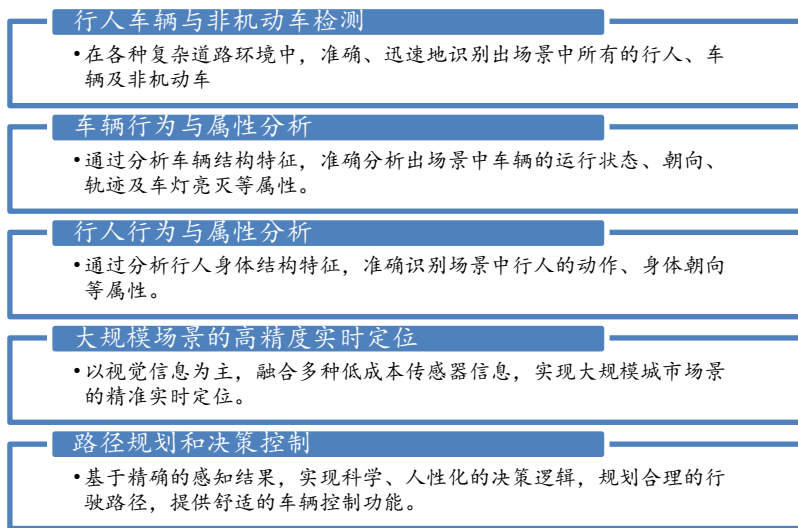 行人车辆与非机动车检测
•在各种复杂道路环境中，准确、迅速地识别出场景中所有的行人、车
辆及非机动车
车辆行为与属性分析
•通过分析车辆结构特征，准确分析出场景中车辆的运行状态、朝向、
轨迹及车灯亮灭等属性。
行人行为与属性分析
•通过分析行人身体结构特征，准确识别场景中行人的动作、身体朝向
等属性。
大规模场景的高精度实时定位
•以视觉信息为主，融合多种低成本传感器信息，实现大规模城市场景
的精准实时定位。
路径规划和决策控制
•基于精确的感知结果，实现科学、人性化的决策逻辑，规划合理的行
驶路径，提供舒适的车辆控制功能。